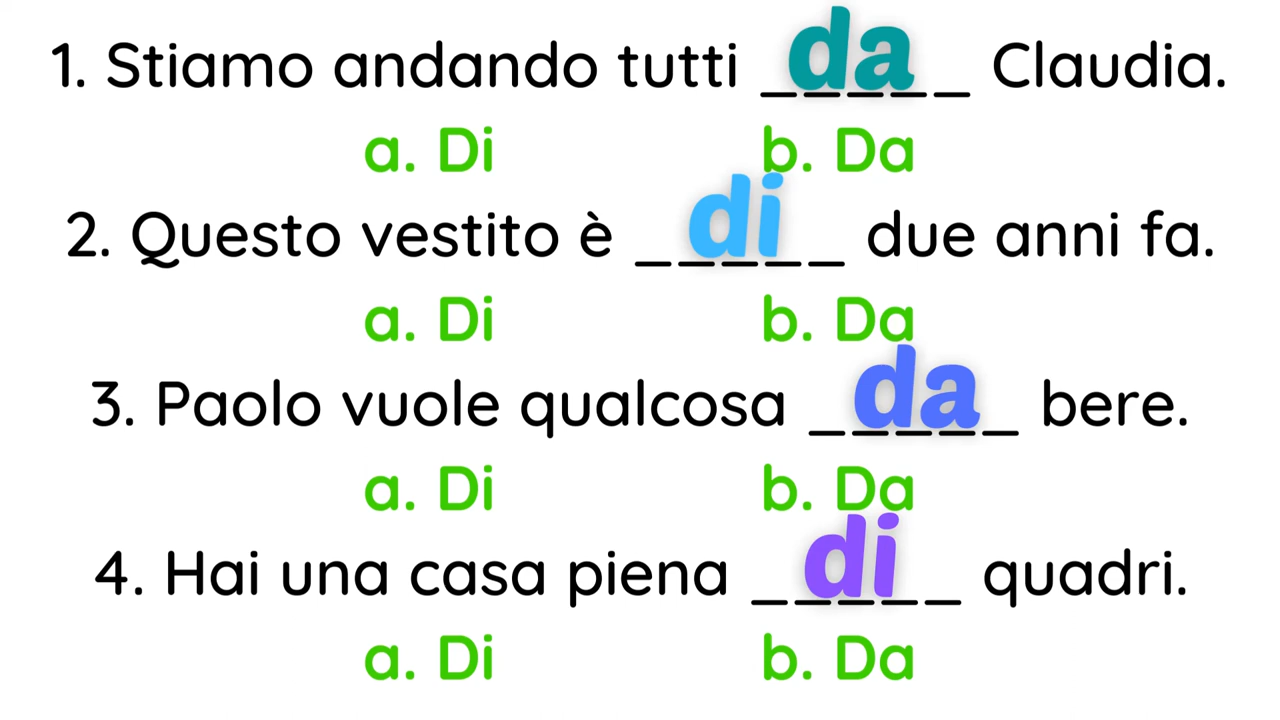 1. Stiamo andando tutti _da_ Claudia.
a. Di b. Da
2. Questo vestito è _di_ due anni fa.
a. Di b. Da
3. Paolo vuole qualcosa _da_ bere.
a. Di b. Da
4. Hai una casa piena _di_ quadri.
a. Di b. Da